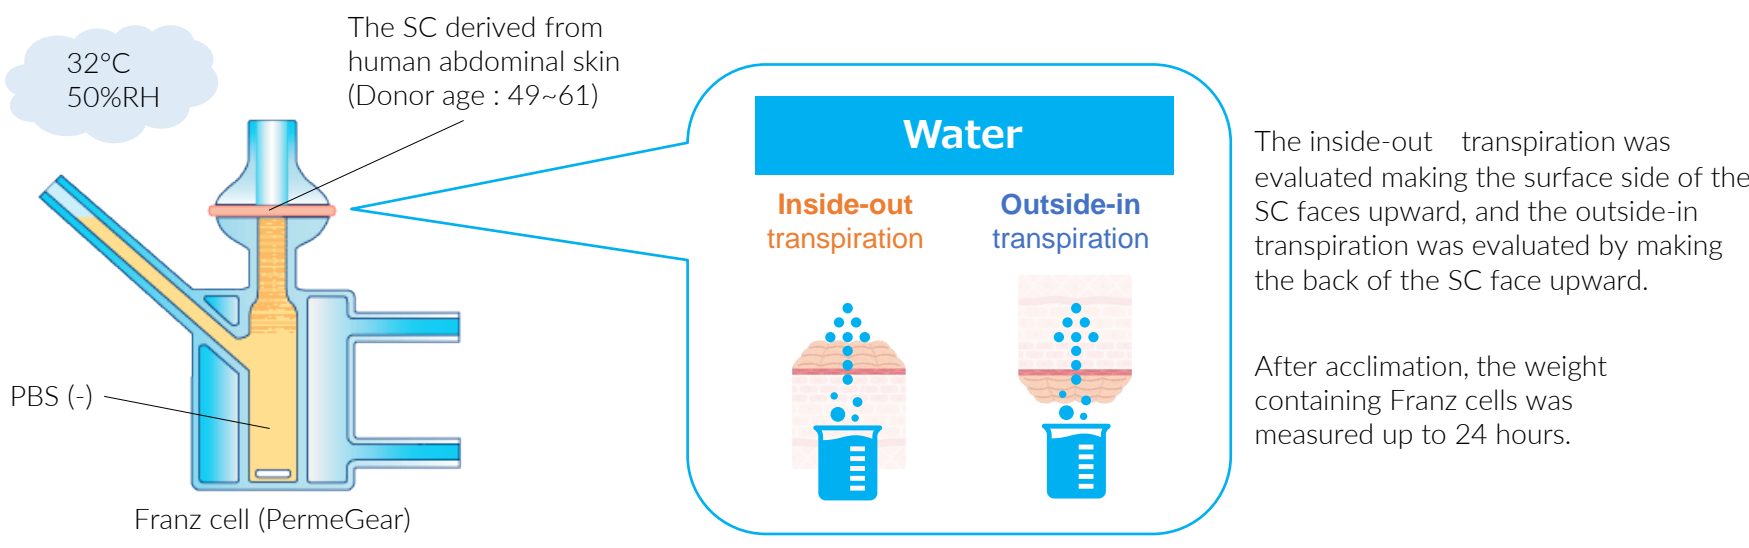 32°C
50%RH
The SC derived from
human abdominal skin
(Donor age : 49~61)
PBS (-)
Franz cell (PermeGear)
Water
Inside-out
transpiration
Outside-in
transpiration
The inside-out transpiration was
evaluated making the surface side of the
SC faces upward, and the outside-in
transpiration was evaluated by making
the back of the SC face upward.
After acclimation, the weight
containing Franz cells was
measured up to 24 hours.